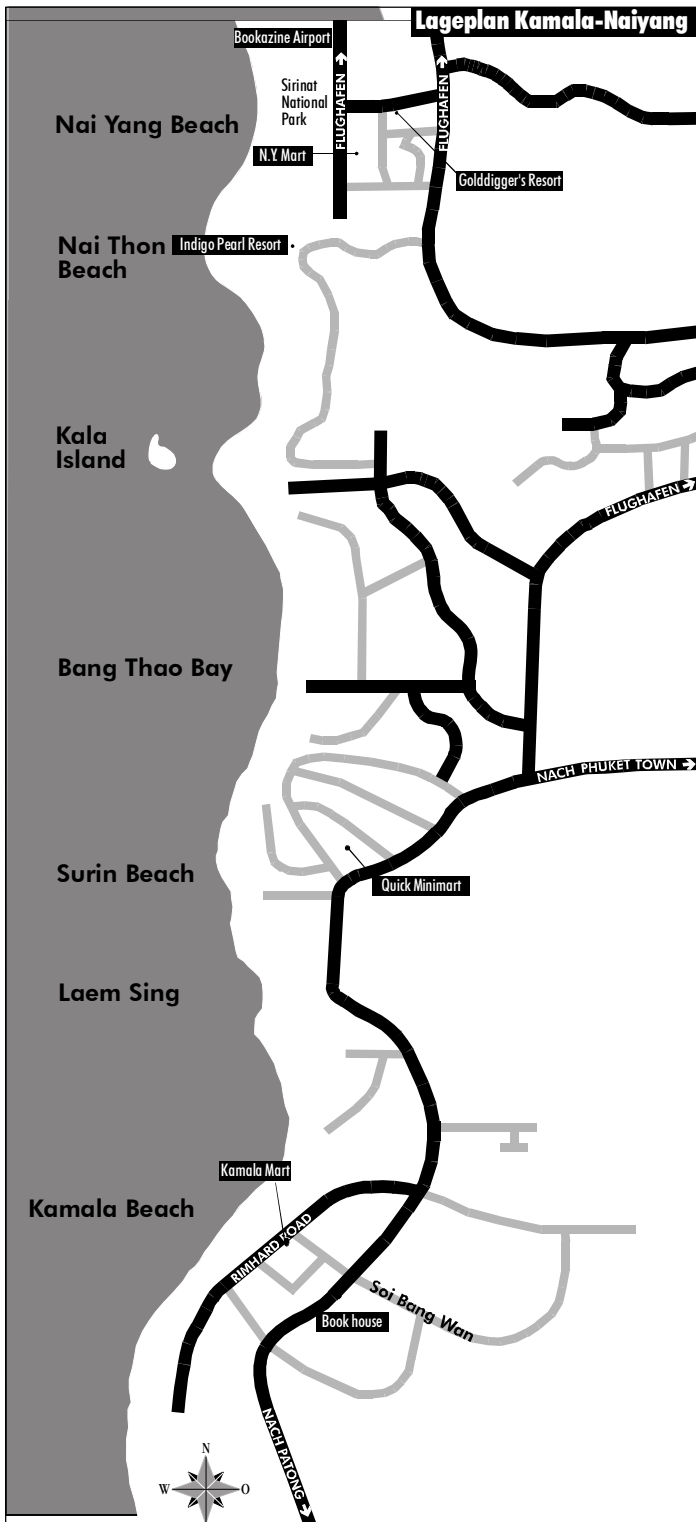 Lageplan Kamala-Naiyang
Bookazine Airport
FLUGHAFEN
FLUGHAFEN
Sirinat
National
Park
Nai Yang Beach
N.Y. Mart
Golddigger's Resort
Nai Thon
Beach
Indigo Pearl Resort
Kala
Island
FLUGHAFEN
Bang Thao Bay
NACH PHUKET TOWN
Surin Beach
Quick Minimart
Laem Sing
Kamala Mart
Kamala Beach
RIMHARD ROAD
Soi Bang Wan
Book house
NACH PATONG
N
W
O